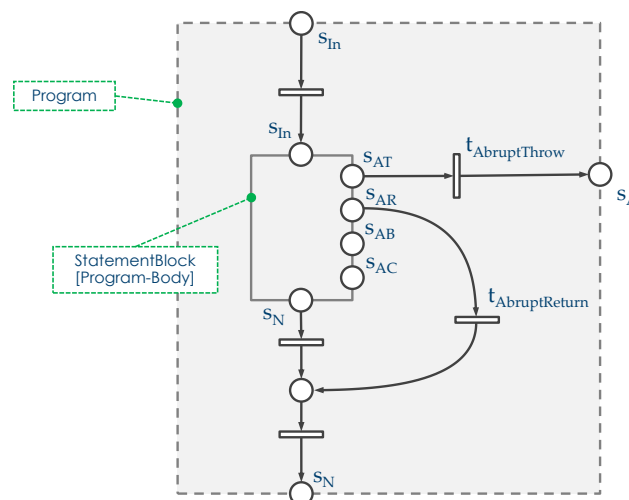 s_In
Program
s_In
t_AbruptThrow
s_AT
s_AR
s_AB
s_AC
StatementBlock
[Program-Body]
s_N
t_AbruptReturn
s_N